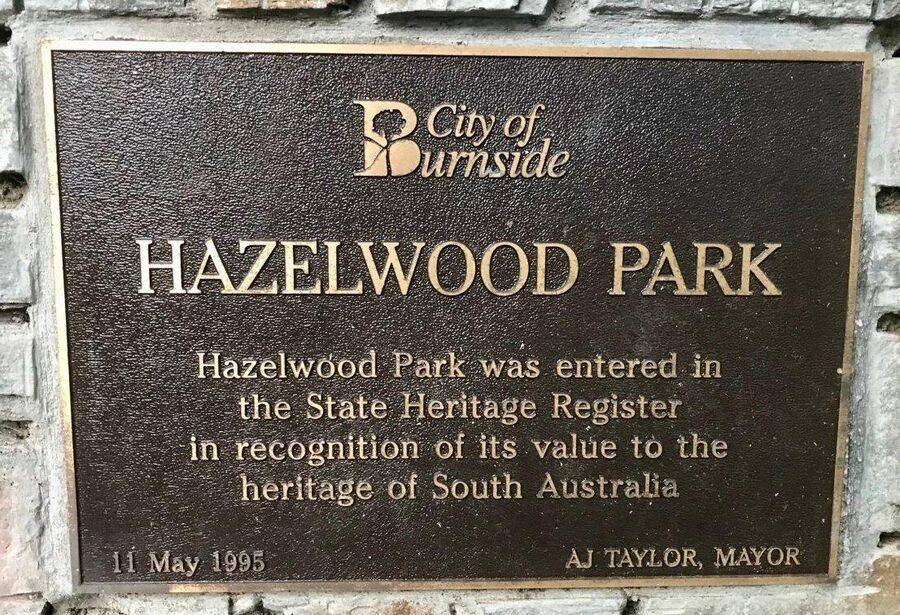 City of
Burnside
HAZELWOOD PARK
Hazelwood Park was entered in
the State Heritage Register
in recognition of its value to the
heritage of South Australia
11 May 1995 AJ TAYLOR, MAYOR